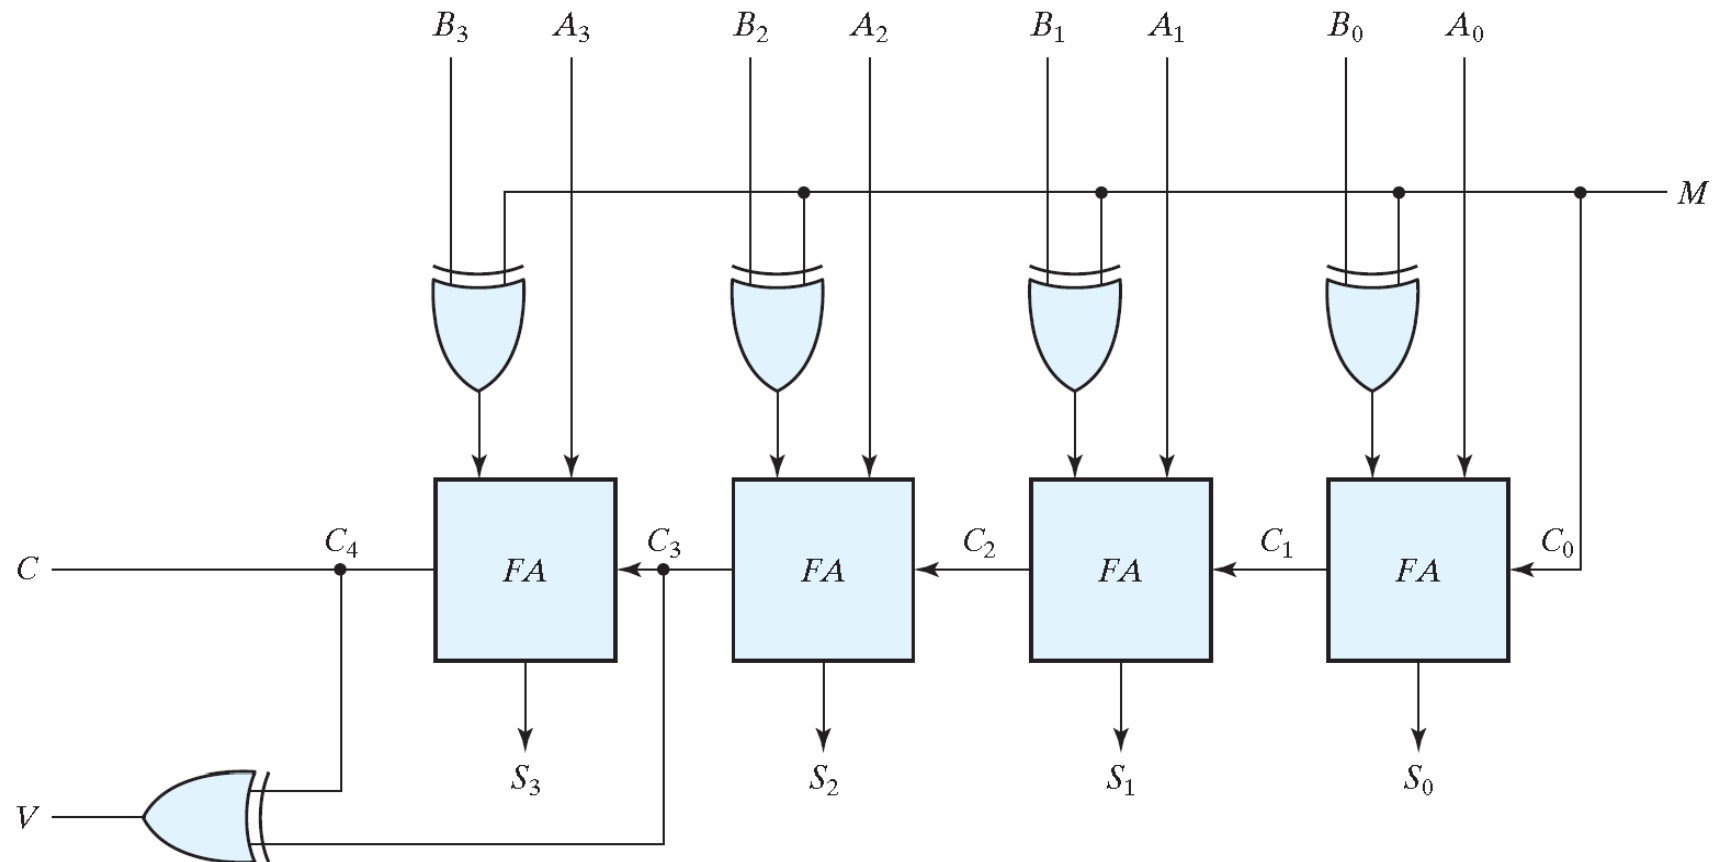 B₃ A₃ B₂ A₂ B₁ A₁ B₀ A₀
M
C₄ C₃ C₂ C₁ C₀
C FA FA FA FA
S₃ S₂ S₁ S₀
V